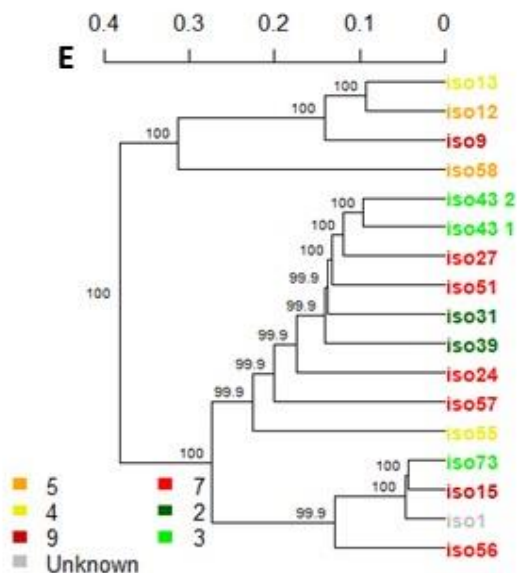 0.4 0.3 0.2 0.1 0
E
iso13
100
100 iso12
iso9
100
iso58
iso43 2
100
iso43 1
100
iso27
100
iso51
99.9
iso31
99.9
iso39
99.9
iso24
99.9
iso57
99.9
iso55
100
iso73
100
100
iso15
100
iso1
99.9
iso56
5 7
4 2
9 3
Unknown